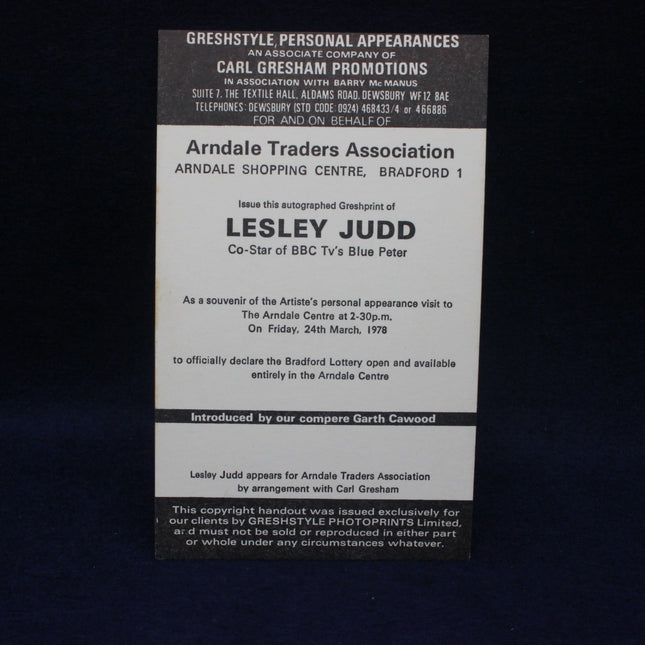 GRESHSTYLE, PERSONAL APPEARANCES
AN ASSOCIATE COMPANY OF
CARL GRESHAM PROMOTIONS
IN ASSOCIATION WITH BARRY McMANUS
SUITE 7, THE TEXTILE HALL, ALDAMS ROAD, DEWSBURY WF12 8AE
TELEPHONES: DEWSBURY (STD CODE 0924) 468433/4 or 466886
FOR AND ON BEHALF OF
Arndale Traders Association
ARNDALE SHOPPING CENTRE, BRADFORD 1
Issue this autographed Greshprint of
LESLEY JUDD
Co-Star of BBC Tv's Blue Peter
As a souvenir of the Artiste's personal appearance visit to
The Arndale Centre at 2-30p.m.
On Friday, 24th March, 1978
to officially declare the Bradford Lottery open and available
entirely in the Arndale Centre
Introduced by our compere Garth Cawood
Lesley Judd appears for Arndale Traders Association
by arrangement with Carl Gresham
This copyright handout was issued exclusively for
our clients by GRESHSTYLE PHOTOPRINTS Limited,
and must not be sold or reproduced in either part
or whole under any circumstances whatever.